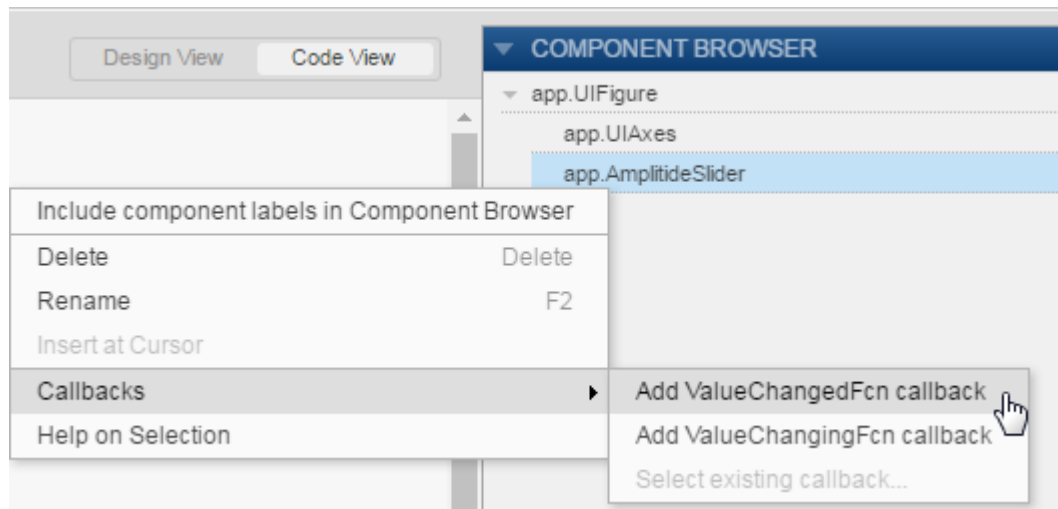 Design View Code View
COMPONENT BROWSER
app.UIFigure
app.UIAxes
app.AmplitideSlider
Include component labels in Component Browser
Delete Delete
Rename F2
Insert at Cursor
Callbacks
Help on Selection
Add ValueChangedFcn callback
Add ValueChangingFcn callback
Select existing callback...